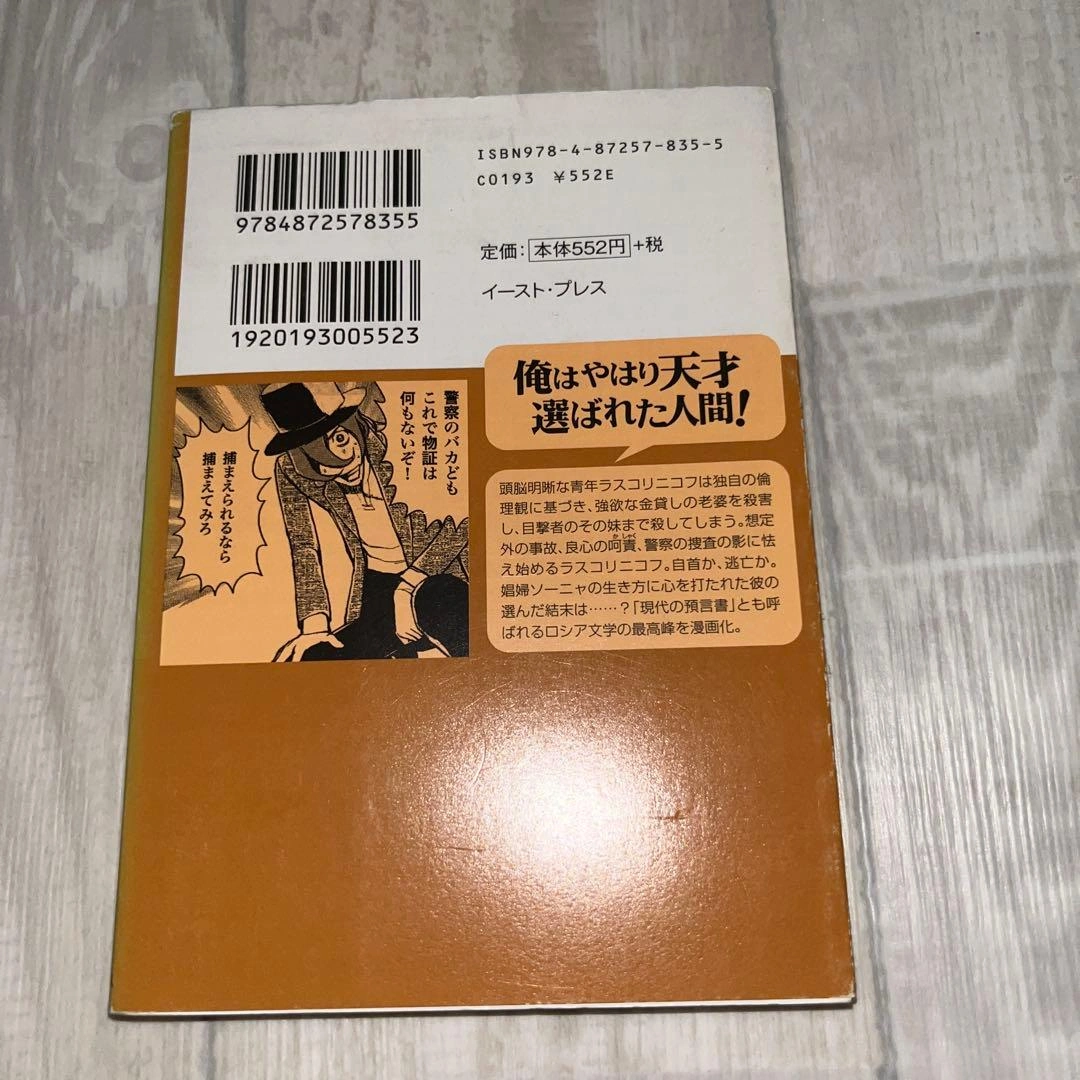 ISBN978-4-87257-835-5
C0193 ¥552E
9784872578355
定価：本体552円+税
イースト・プレス
1920193005523
俺はやはり天才
選ばれた人間！
警察のバカども
これで物証は
何もないぞ！
捕まえられるなら
捕まえてみろ
頭脳明晰な青年ラスコリニコフは独自の倫
理観に基づき、強欲な金貸しの老婆を殺害
し、目撃者のその妹まで殺してしまう。想定
かしゃく
外の事故、良心の呵責、警察の捜査の影に怯
え始めるラスコリニコフ。自首か、逃亡か。
娼婦ソーニャの生き方に心を打たれた彼の
選んだ結末は……？「現代の預言書」とも呼
ばれるロシア文学の最高峰を漫画化。